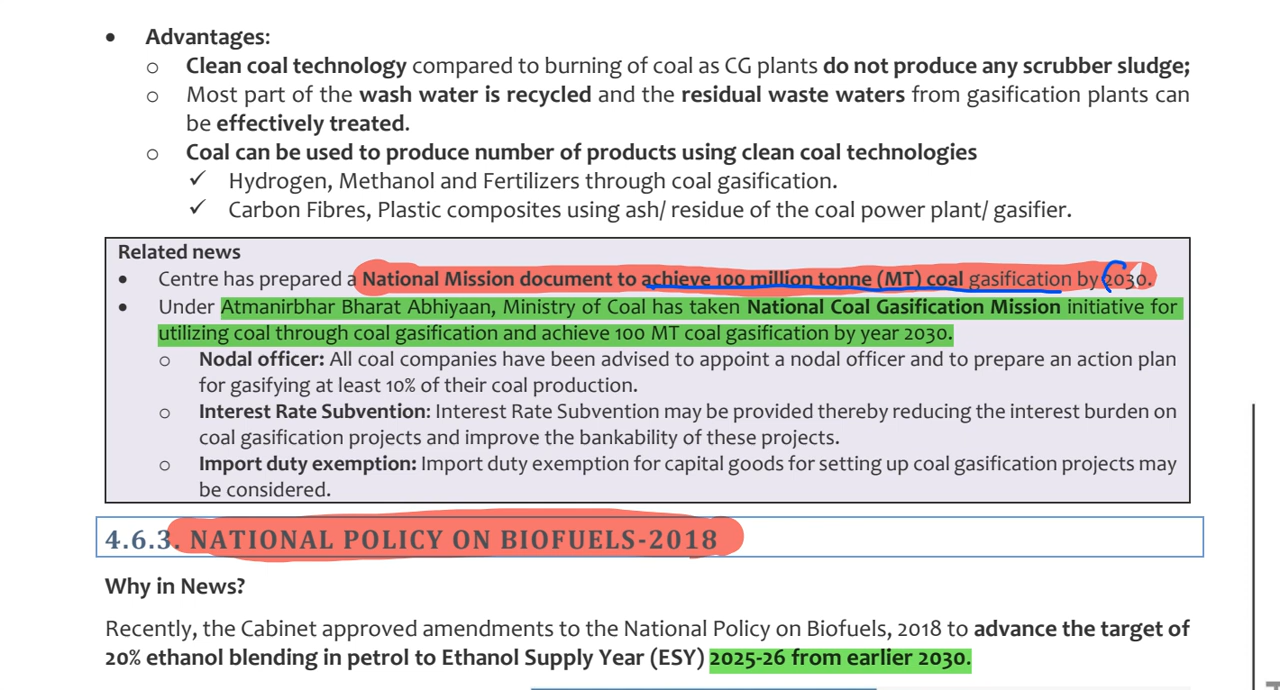 • Advantages:
o Clean coal technology compared to burning of coal as CG plants do not produce any scrubber sludge;
o Most part of the wash water is recycled and the residual waste waters from gasification plants can
be effectively treated.
o Coal can be used to produce number of products using clean coal technologies
✓ Hydrogen, Methanol and Fertilizers through coal gasification.
✓ Carbon Fibres, Plastic composites using ash/ residue of the coal power plant/ gasifier.
Related news
• Centre has prepared a National Mission document to achieve 100 million tonne (MT) coal gasification by 2030.
• Under Atmanirbhar Bharat Abhiyaan, Ministry of Coal has taken National Coal Gasification Mission initiative for
utilizing coal through coal gasification and achieve 100 MT coal gasification by year 2030.
o Nodal officer: All coal companies have been advised to appoint a nodal officer and to prepare an action plan
for gasifying at least 10% of their coal production.
o Interest Rate Subvention: Interest Rate Subvention may be provided thereby reducing the interest burden on
coal gasification projects and improve the bankability of these projects.
o Import duty exemption: Import duty exemption for capital goods for setting up coal gasification projects may
be considered.
4.6.3. NATIONAL POLICY ON BIOFUELS-2018
Why in News?
Recently, the Cabinet approved amendments to the National Policy on Biofuels, 2018 to advance the target of
20% ethanol blending in petrol to Ethanol Supply Year (ESY) 2025-26 from earlier 2030.